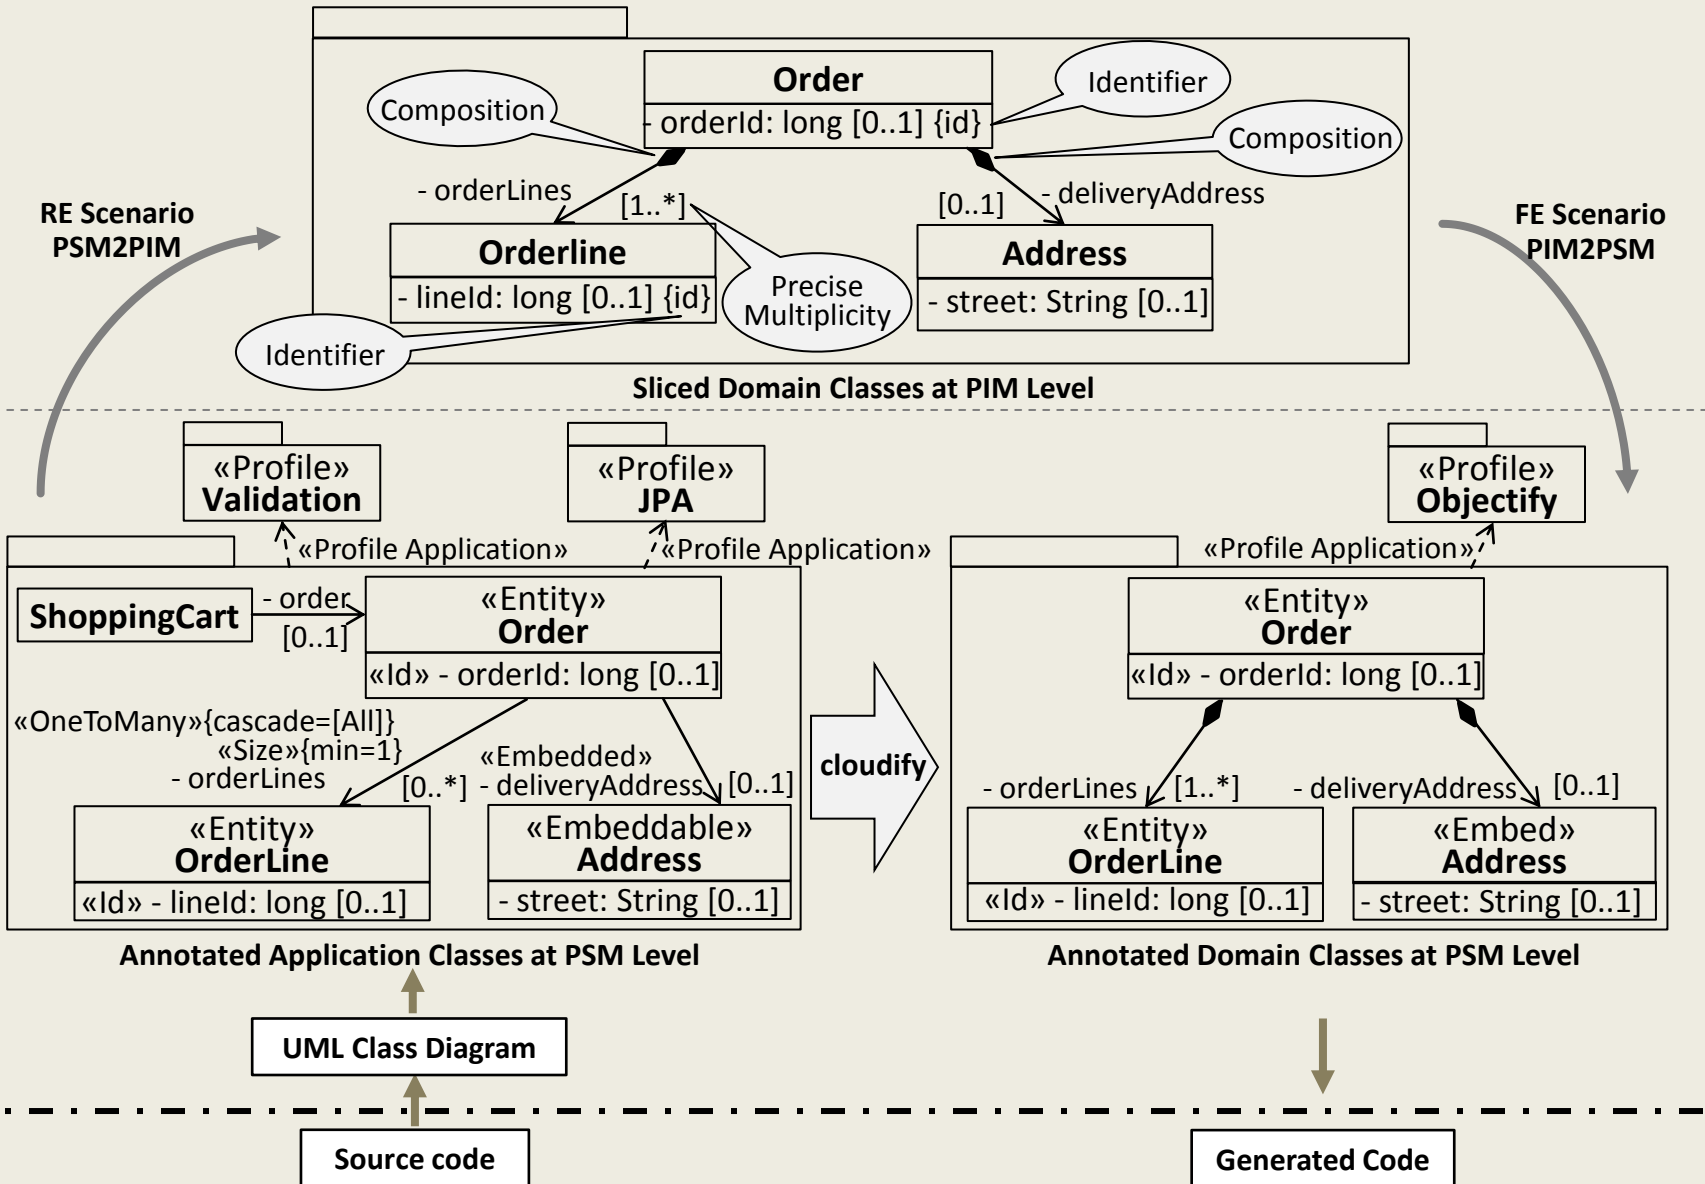 Order
- orderId: long [0..1] {id}
Composition
Identifier
Composition
- orderLines
[1..*]
[0..1]
- deliveryAddress
Orderline
- lineId: long [0..1] {id}
Address
- street: String [0..1]
Precise
Multiplicity
Identifier
Sliced Domain Classes at PIM Level
RE Scenario
PSM2PIM
FE Scenario
PIM2PSM
«Profile»
Validation
«Profile»
JPA
«Profile»
Objectify
«Profile Application»
«Profile Application»
«Profile Application»
ShoppingCart
- order
[0..1]
«Entity»
Order
«Id» - orderId: long [0..1]
«OneToMany»{cascade=[All]}
«Size»{min=1}
- orderLines
[0..*]
«Embedded»
- deliveryAddress
[0..1]
«Entity»
OrderLine
«Id» - lineId: long [0..1]
«Embeddable»
Address
- street: String [0..1]
Annotated Application Classes at PSM Level
cloudify
«Entity»
Order
«Id» - orderId: long [0..1]
- orderLines
[1..*]
- deliveryAddress
[0..1]
«Entity»
OrderLine
«Id» - lineId: long [0..1]
«Embed»
Address
- street: String [0..1]
Annotated Domain Classes at PSM Level
UML Class Diagram
Source code
Generated Code